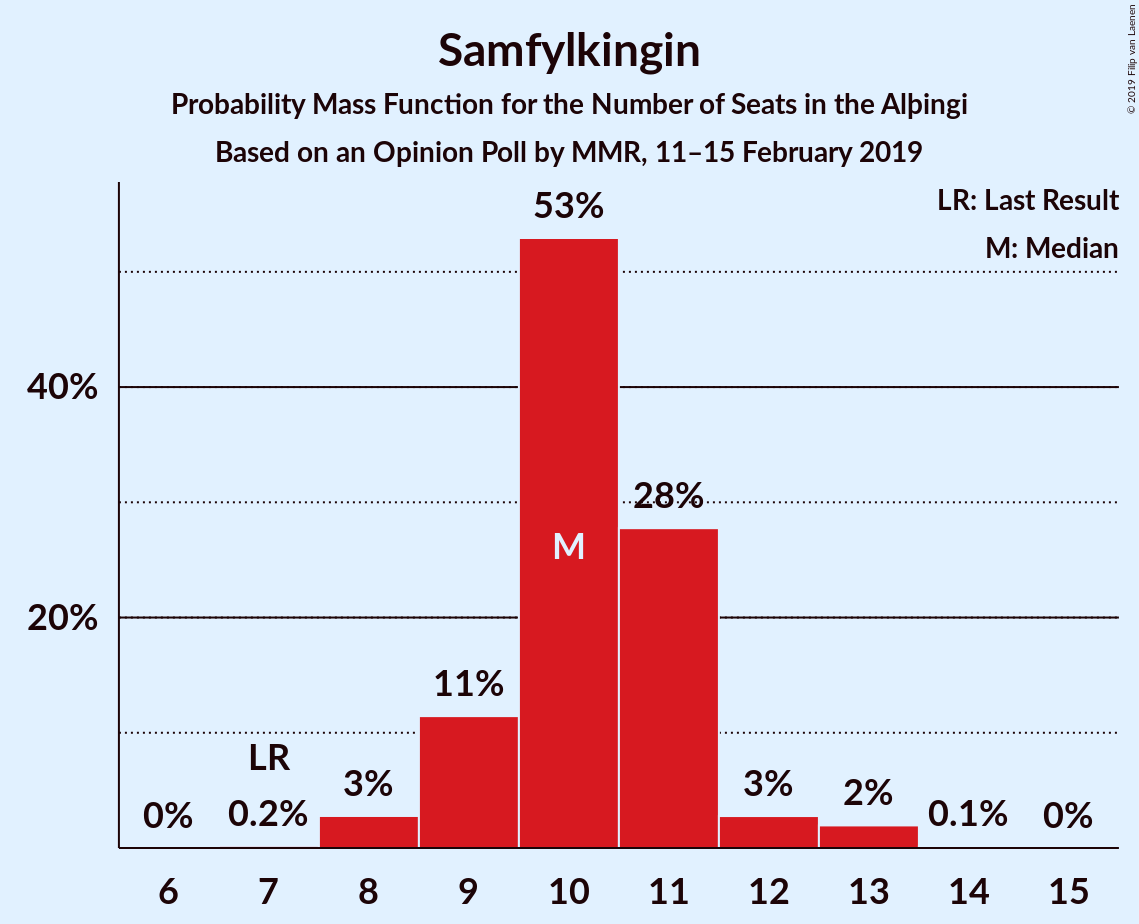 Samfylkingin
Probability Mass Function for the Number of Seats in the Alþingi
Based on an Opinion Poll by MMR, 11–15 February 2019
© 2019 Filip van Laenen
LR: Last Result
M: Median
53%
40%
28%
M
20%
11%
LR
3%
3%
2%
0%
0.2%
0.1%
0%
6 7 8 9 10 11 12 13 14 15